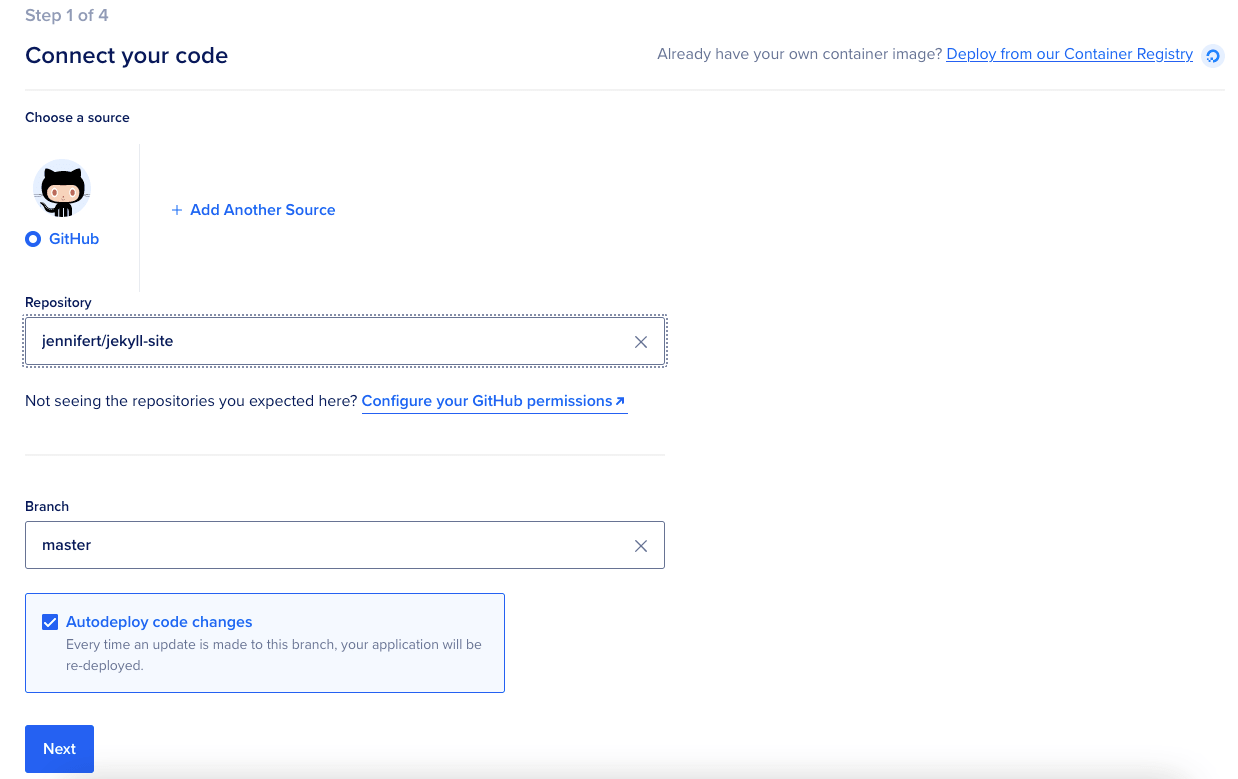 Step 1 of 4
Connect your code
Already have your own container image? Deploy from our Container Registry
Choose a source
GitHub
+ Add Another Source
Repository
jennifert/jekyll-site
Not seeing the repositories you expected here? Configure your GitHub permissions
Branch
master
Autodeploy code changes
Every time an update is made to this branch, your application will be
re-deployed.
Next